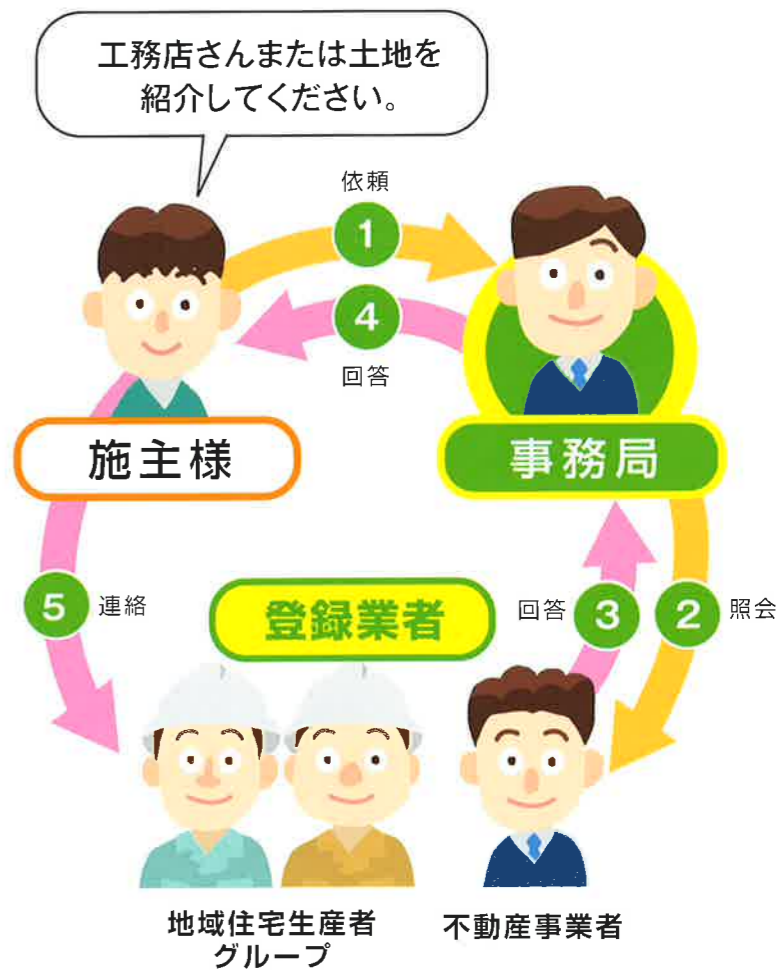 工務店さんまたは土地を
紹介してください。
依頼
1
4
回答
施主様
事務局
5 連絡
登録業者
回答 3
2 照会
地域住宅生産者
グループ
不動産事業者